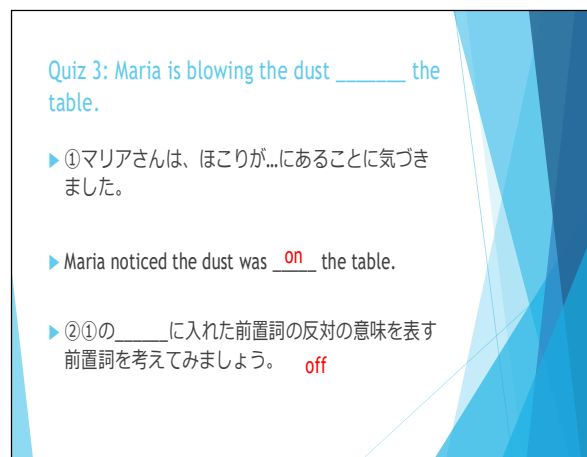 Quiz 3: Maria is blowing the dust _______ the
table.
①マリアさんは、ほこりが…にあることに気づき
ました。
Maria noticed the dust was _on_ the table.
②①の______に入れた前置詞の反対の意味を表す
前置詞を考えてみましょう。 off